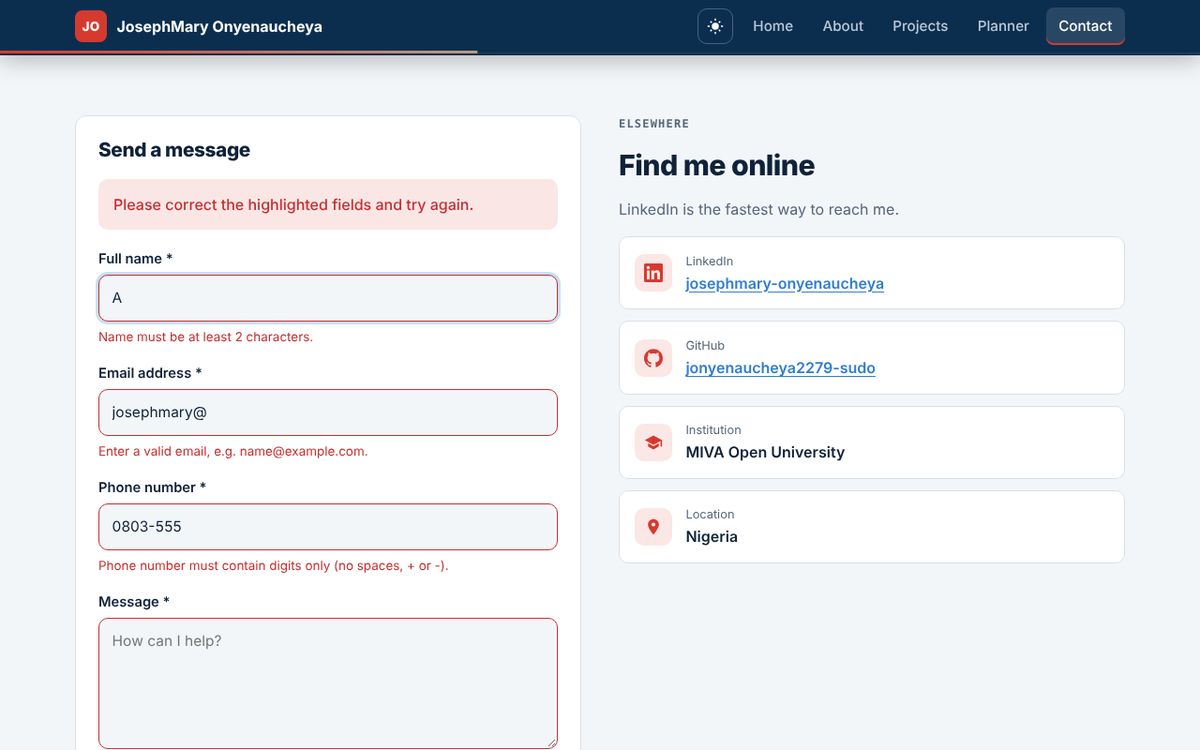 JO
JosephMary Onyenaucheya
Home
About
Projects
Planner
Contact
Send a message
Please correct the highlighted fields and try again.
Full name *
A
Name must be at least 2 characters.
Email address *
josephmary@
Enter a valid email, e.g. name@example.com.
Phone number *
0803-555
Phone number must contain digits only (no spaces, + or -).
Message *
How can I help?
ELSEWHERE
Find me online
LinkedIn is the fastest way to reach me.
in
LinkedIn
josephmary-onyenaucheya
GitHub
jonyenaucheya2279-sudo
Institution
MIVA Open University
Location
Nigeria